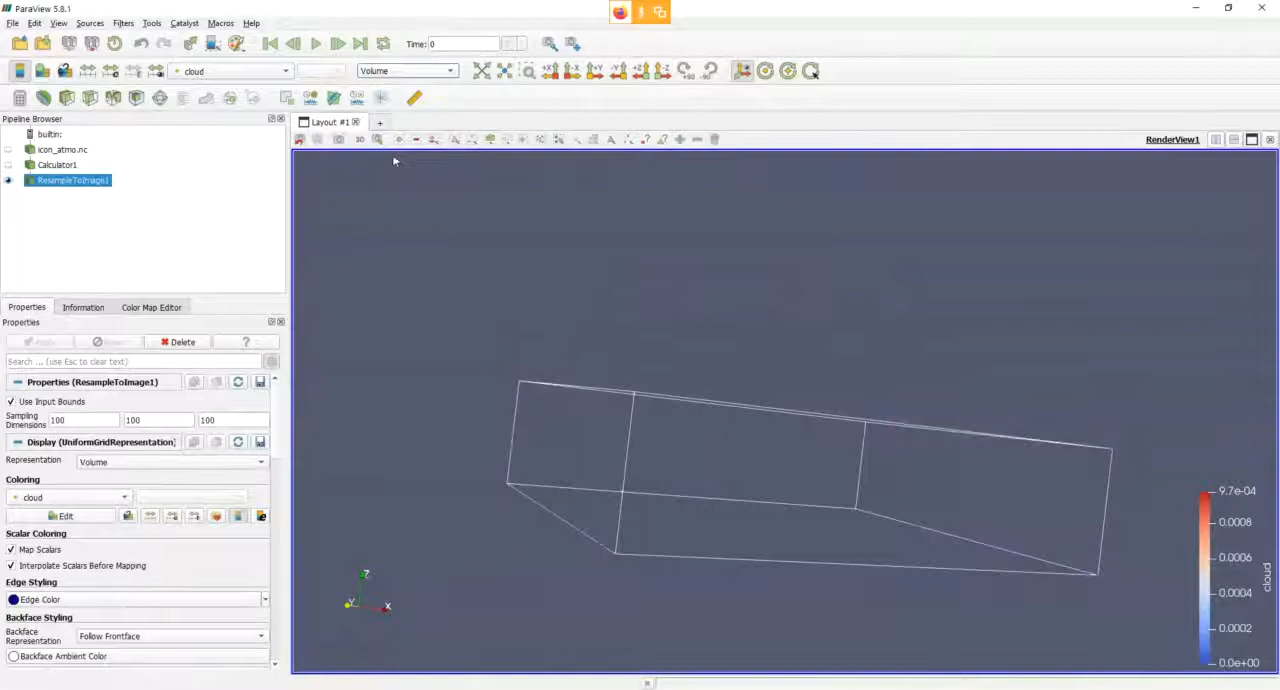 ParaView 5.8.1
File Edit View Sources Filters Tools Catalyst Macros Help
Time: 0
cloud
Volume
+X -X +Y -Y +Z -Z +90 -90
Pipeline Browser
Layout #1
+
builtin:
3D
RenderView1
icon_atmo.nc
Calculator1
ResampleToImage1
Properties Information Color Map Editor
Properties
Delete ?
Search ... (use Esc to clear text)
Properties (ResampleToImage1)
Use Input Bounds
Sampling Dimensions 100 100 100
Display (UniformGridRepresentation)
Representation Volume
Coloring
cloud
Edit
Scalar Coloring
Map Scalars
Interpolate Scalars Before Mapping
Edge Styling
Edge Color
Backface Styling
Backface Representation Follow Frontface
Backface Ambient Color
Z
Y
X
9.7e-04
0.0008
0.0006
0.0004
0.0002
0.0e+00
cloud